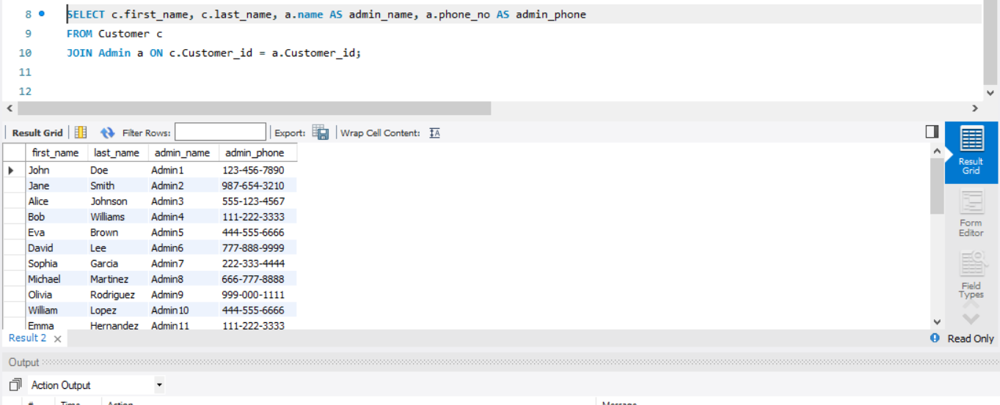 8 SELECT c.first_name, c.last_name, a.name AS admin_name, a.phone_no AS admin_phone
9 FROM Customer c
10 JOIN Admin a ON c.Customer_id = a.Customer_id;
11
12
Result Grid Filter Rows: Export: Wrap Cell Content: IA
first_name last_name admin_name admin_phone
John Doe Admin1 123-456-7890
Jane Smith Admin2 987-654-3210
Alice Johnson Admin3 555-123-4567
Bob Williams Admin4 111-222-3333
Eva Brown Admin5 444-555-6666
David Lee Admin6 777-888-9999
Sophia Garcia Admin7 222-333-4444
Michael Martinez Admin8 666-777-8888
Olivia Rodriguez Admin9 999-000-1111
William Lopez Admin10 444-555-6666
Emma Hernandez Admin11 111-222-3333
Result
Grid
Form
Editor
Field
Types
Result 2 Read Only
Output
Action Output
# Time Action Message